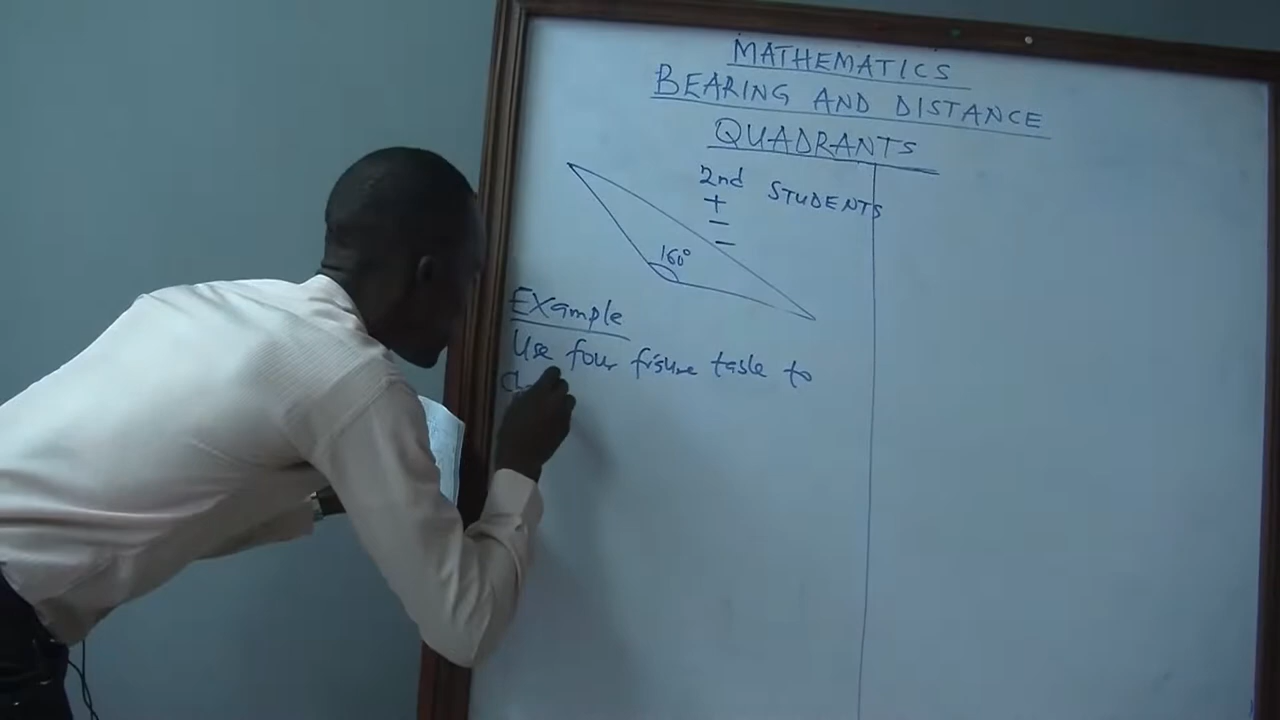 MATHEMATICS
BEARING AND DISTANCE
QUADRANTS
2nd STUDENTS
+
-
-
160°
Example
Use four figure table to